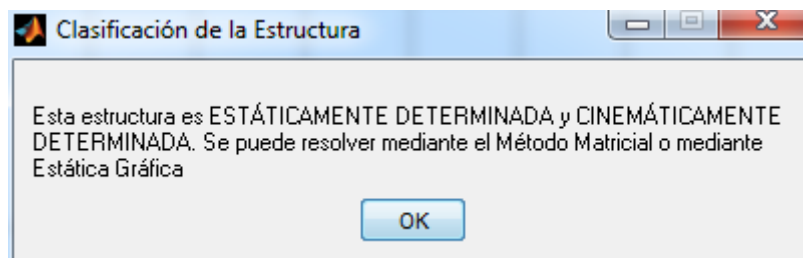 Clasificación de la Estructura
Esta estructura es ESTÁTICAMENTE DETERMINADA y CINEMÁTICAMENTE
DETERMINADA. Se puede resolver mediante el Método Matricial o mediante
Estática Gráfica
OK